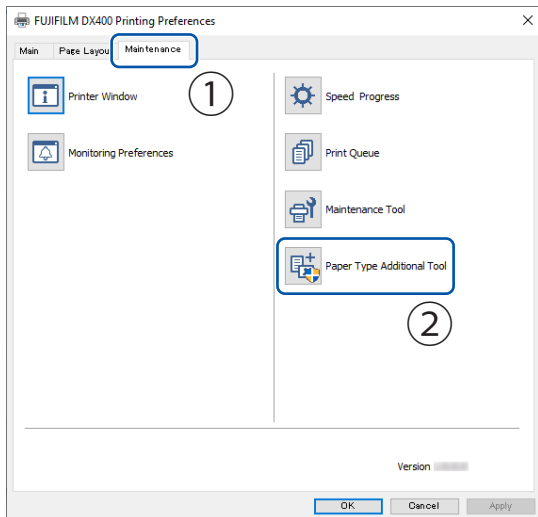 FUJIFILM DX400 Printing Preferences
Main Page Layou Maintenance
①
Printer Window
Speed Progress
Monitoring Preferences
Print Queue
Maintenance Tool
Paper Type Additional Tool
②
Version
OK Cancel Apply